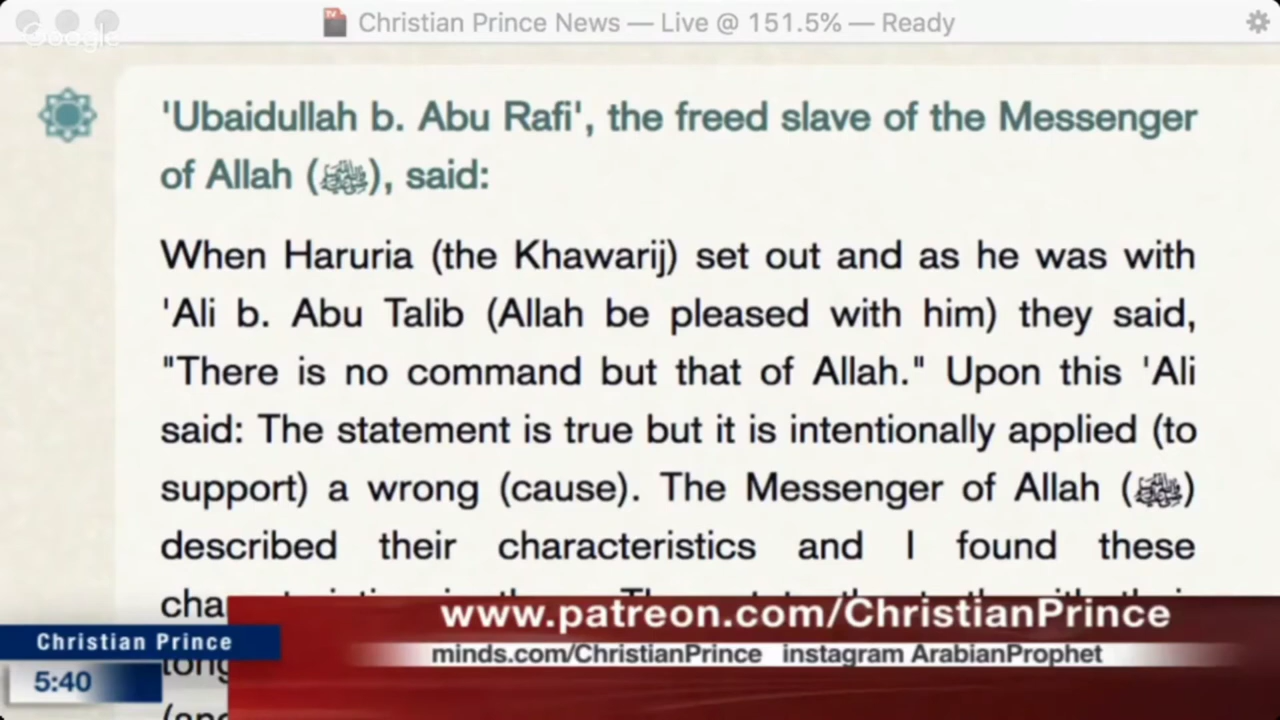 Christian Prince News — Live @ 151.5% — Ready
Google
'Ubaidullah b. Abu Rafi', the freed slave of the Messenger
of Allah (ﷺ), said:
When Haruria (the Khawarij) set out and as he was with
'Ali b. Abu Talib (Allah be pleased with him) they said,
"There is no command but that of Allah." Upon this 'Ali
said: The statement is true but it is intentionally applied (to
support) a wrong (cause). The Messenger of Allah (ﷺ)
described their characteristics and I found these
www.patreon.com/ChristianPrince
Christian Prince
minds.com/ChristianPrince instagram ArabianProphet
5:40